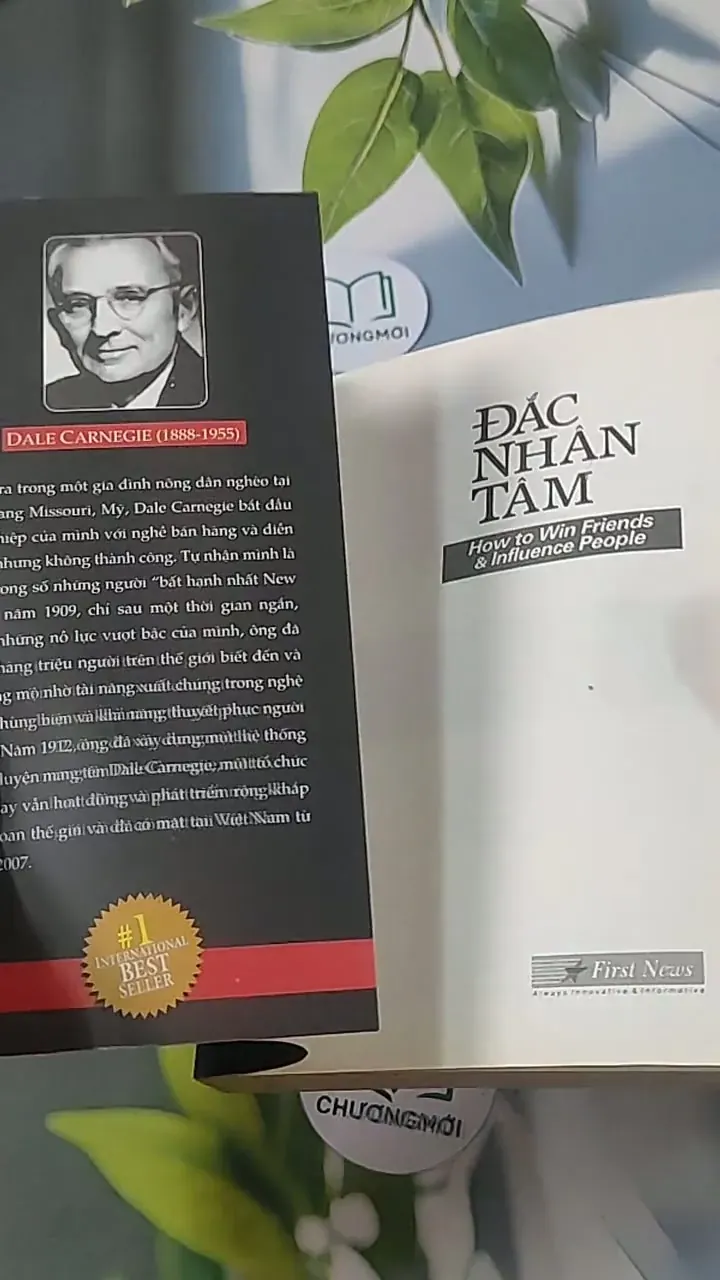 DALE CARNEGIE (1888-1955)
ra trong một gia đình nông dân nghèo tại
ang Missouri, Mỹ, Dale Carnegie bắt đầu
hiệp của mình với nghề bán hàng và diễn
nhưng không thành công. Tự nhận mình là
ong số những người "bất hạnh nhất New
năm 1909, chỉ sau một thời gian ngắn,
những nỗ lực vượt bậc của mình, ông đã
hàng triệu người trên thế giới biết đến và
g mộ nhờ tài năng xuất chúng trong nghệ
hùng biện và khả năng thuyết phục người
Năm 1912, ông đã xây dựng một hệ thống
luyện mang tên Dale Carnegie, một tổ chức
ay vẫn hoạt động và phát triển rộng khắp
oàn thế giới và đã có mặt tại Việt Nam từ
2007.
#1
INTERNATIONAL
BEST
SELLER
ƯƠNGMỚI
ĐẮC
NHÂN
TÂM
How to Win Friends
& Influence People
First News
Always Innovative & Informative
CHƯƠNGMỚI